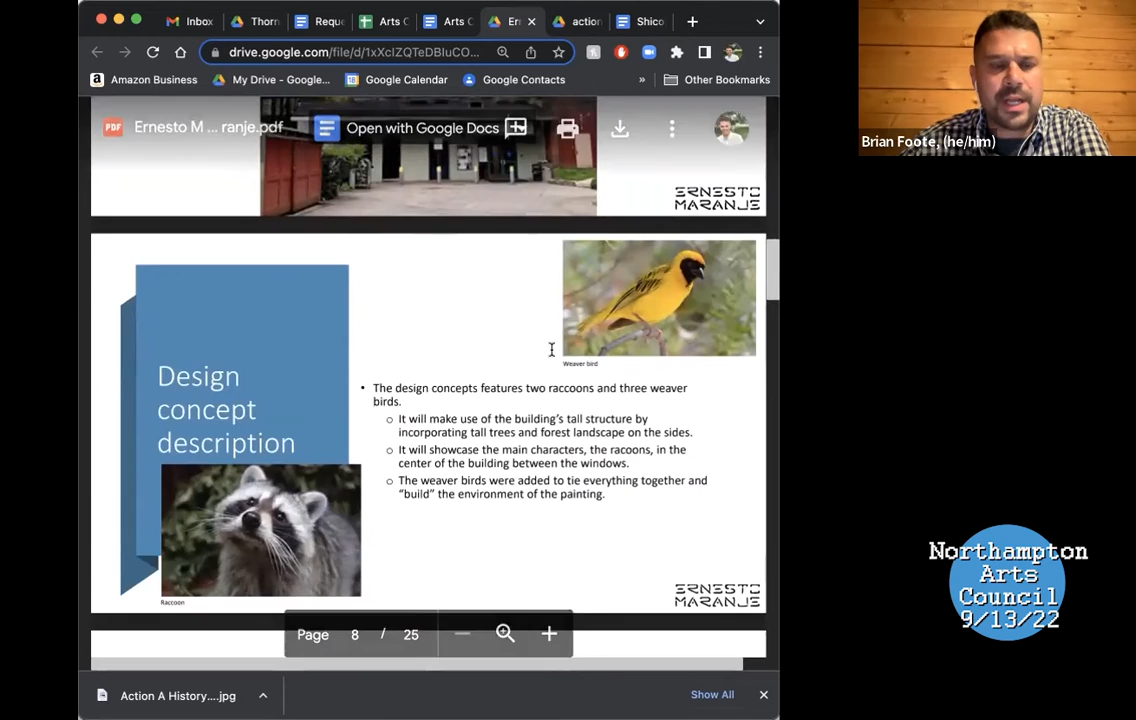 Inbox
Thorn
Reque
Arts C
Arts C
Er
action
Shico
drive.google.com/file/d/1xXcIZQTeDBIuCO...
Amazon Business
My Drive - Google...
18
Google Calendar
Google Contacts
»
Other Bookmarks
PDF
Ernesto M ... ranje.pdf
Open with Google Docs
ERNESTO
MARANJE
Weaver bird
Design
concept
description
• The design concepts features two raccoons and three weaver
birds.
○ It will make use of the building's tall structure by
incorporating tall trees and forest landscape on the sides.
○ It will showcase the main characters, the racoons, in the
center of the building between the windows.
○ The weaver birds were added to tie everything together and
"build" the environment of the painting.
Raccoon
ERNESTO
MARANJE
Page 8 / 25
Action A History....jpg
Show All
Brian Foote, (he/him)
Northampton
Arts
Council
9/13/22